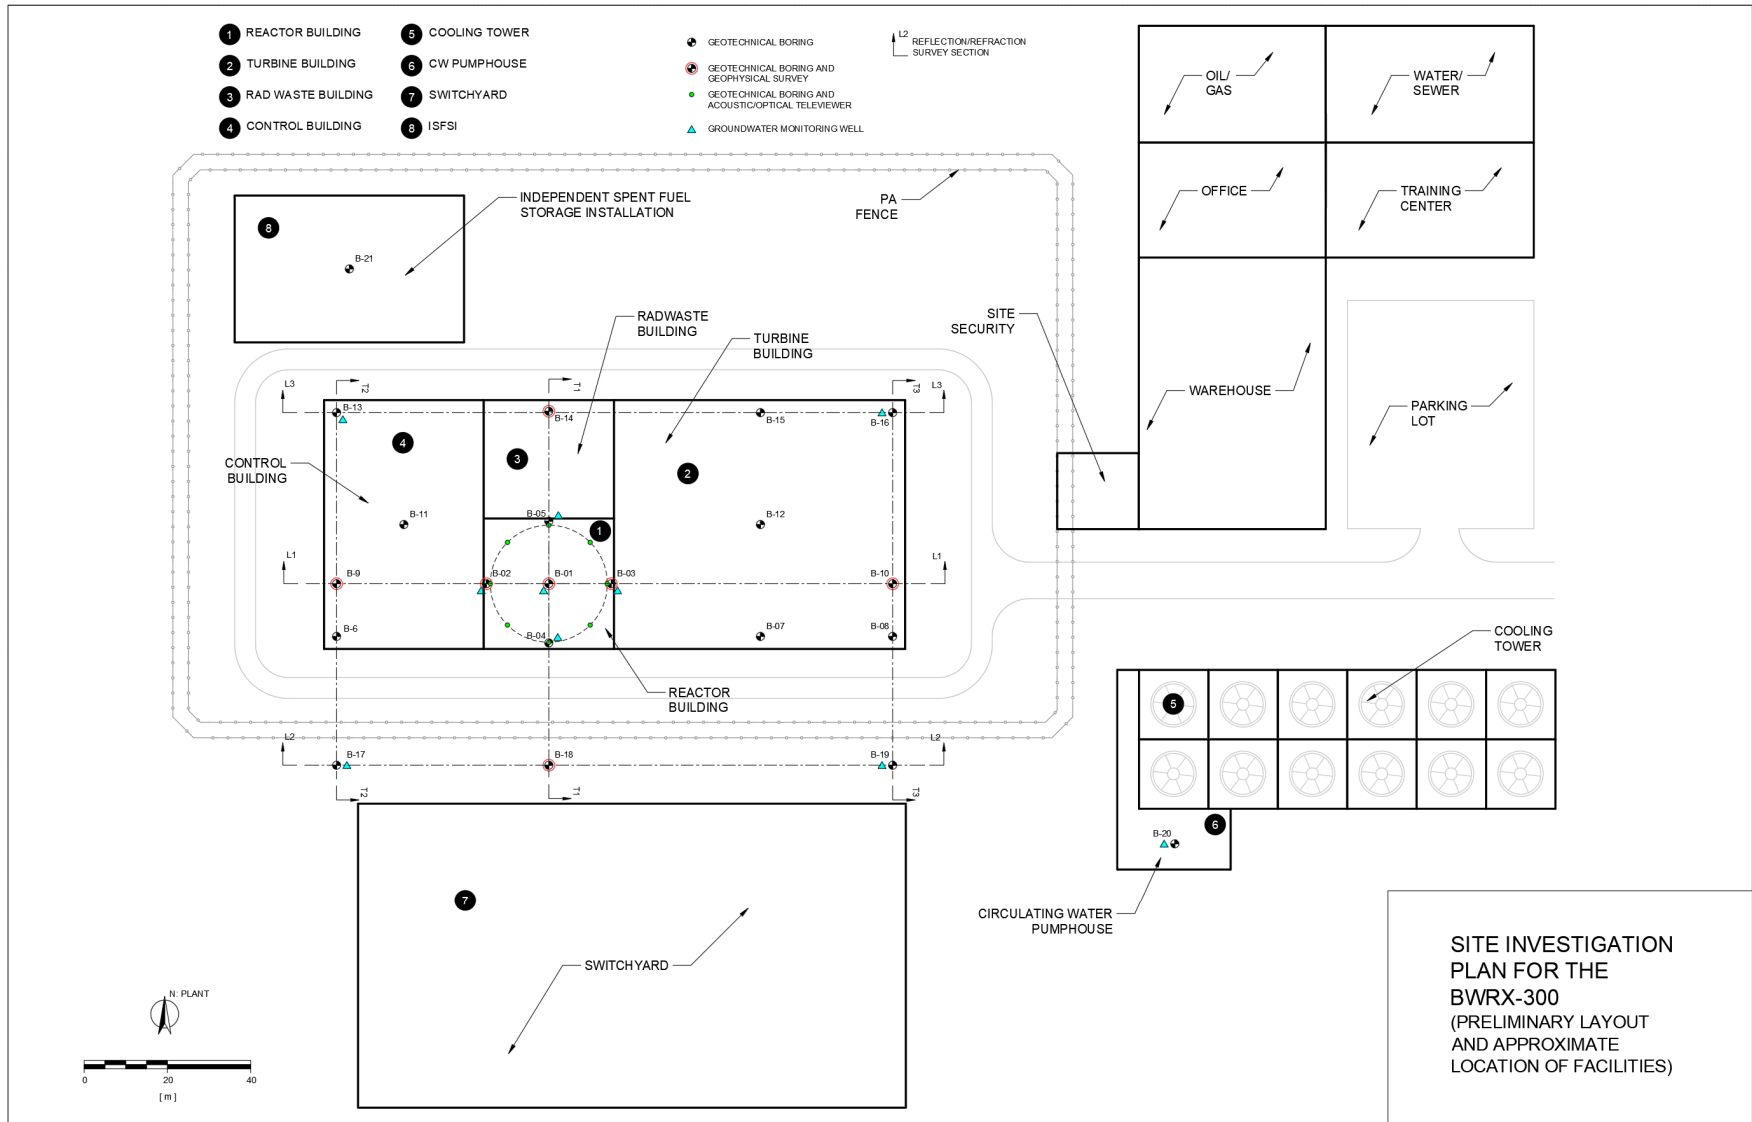 1 REACTOR BUILDING
2 TURBINE BUILDING
3 RAD WASTE BUILDING
4 CONTROL BUILDING
5 COOLING TOWER
6 CW PUMPHOUSE
7 SWITCHYARD
8 ISFSI
GEOTECHNICAL BORING
GEOTECHNICAL BORING AND
GEOPHYSICAL SURVEY
GEOTECHNICAL BORING AND
ACOUSTIC/OPTICAL TELEVIEWER
GROUNDWATER MONITORING WELL
L2
REFLECTION/REFRACTION
SURVEY SECTION
OIL/
GAS
WATER/
SEWER
OFFICE
TRAINING
CENTER
PA
FENCE
INDEPENDENT SPENT FUEL
STORAGE INSTALLATION
8
B-21
RADWASTE
BUILDING
TURBINE
BUILDING
SITE
SECURITY
WAREHOUSE
PARKING
LOT
L3
T2
T1
T3
L3
B-13
B-14
B-15
B-16
4
3
2
CONTROL
BUILDING
B-11
B-05
1
B-12
L1
L1
B-9
B-02
B-01
B-03
B-10
B-6
B-04
B-07
B-08
REACTOR
BUILDING
COOLING
TOWER
5
L2
L2
B-17
B-18
B-19
T2
T1
T3
6
B-20
7
CIRCULATING WATER
PUMPHOUSE
SWITCHYARD
N: PLANT
0
20
40
[ m ]
SITE INVESTIGATION
PLAN FOR THE
BWRX-300
(PRELIMINARY LAYOUT
AND APPROXIMATE
LOCATION OF FACILITIES)